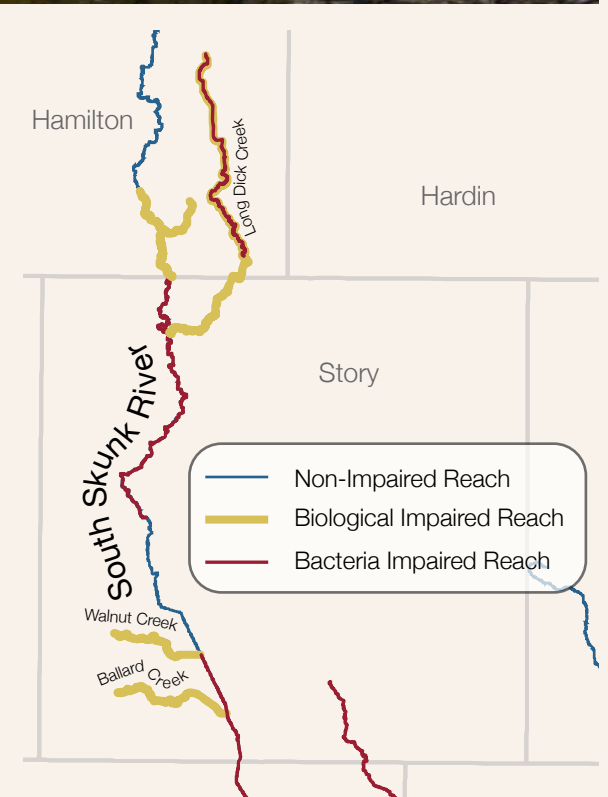 Hamilton
Long Dick Creek
Hardin
Story
South Skunk River
Non-Impaired Reach
Biological Impaired Reach
Bacteria Impaired Reach
Walnut Creek
Ballard Creek